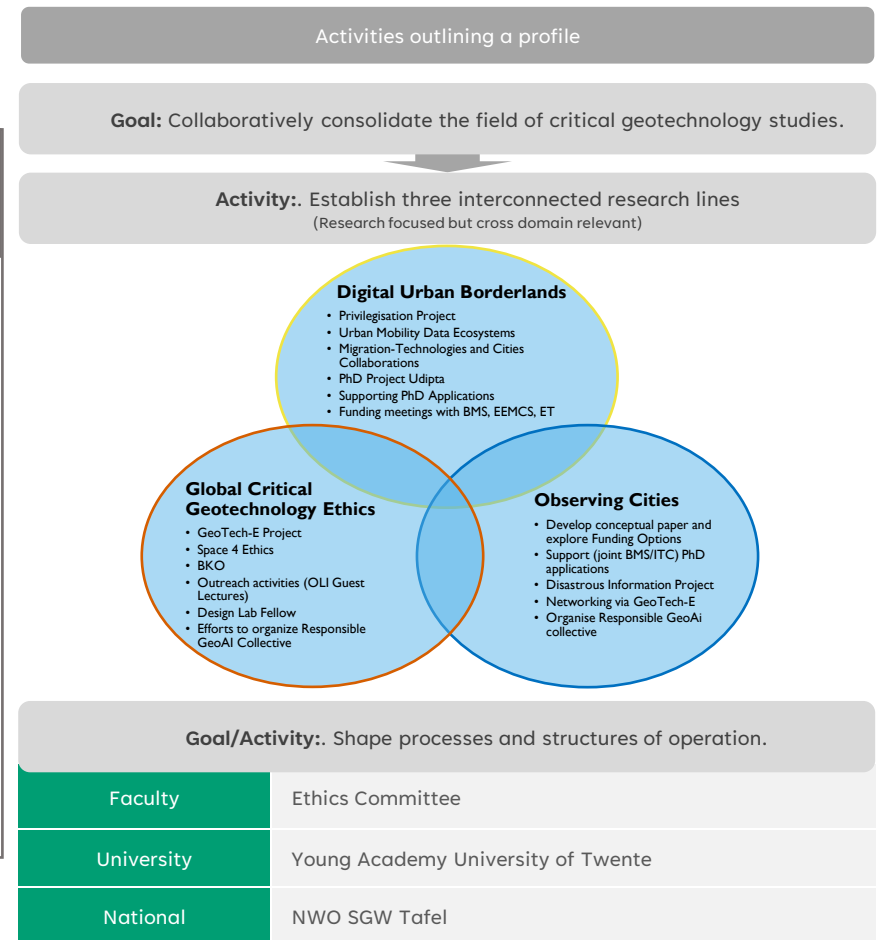 Activities outlining a profile
Goal: Collaboratively consolidate the field of critical geotechnology studies.
Activity:. Establish three interconnected research lines
(Research focused but cross domain relevant)
Digital Urban Borderlands
• Privilegisation Project
• Urban Mobility Data Ecosystems
• Migration-Technologies and Cities
Collaborations
• PhD Project Udipta
• Supporting PhD Applications
• Funding meetings with BMS, EEMCS, ET
Global Critical
Geotechnology Ethics
• GeoTech-E Project
• Space 4 Ethics
• BKO
• Outreach activities (OLI Guest
Lectures)
• Design Lab Fellow
• Efforts to organize Responsible
GeoAI Collective
Observing Cities
• Develop conceptual paper and
explore Funding Options
• Support (joint BMS/ITC) PhD
applications
• Disastrous Information Project
• Networking via GeoTech-E
• Organise Responsible GeoAi
collective
Goal/Activity:. Shape processes and structures of operation.
Faculty Ethics Committee
University Young Academy University of Twente
National NWO SGW Tafel